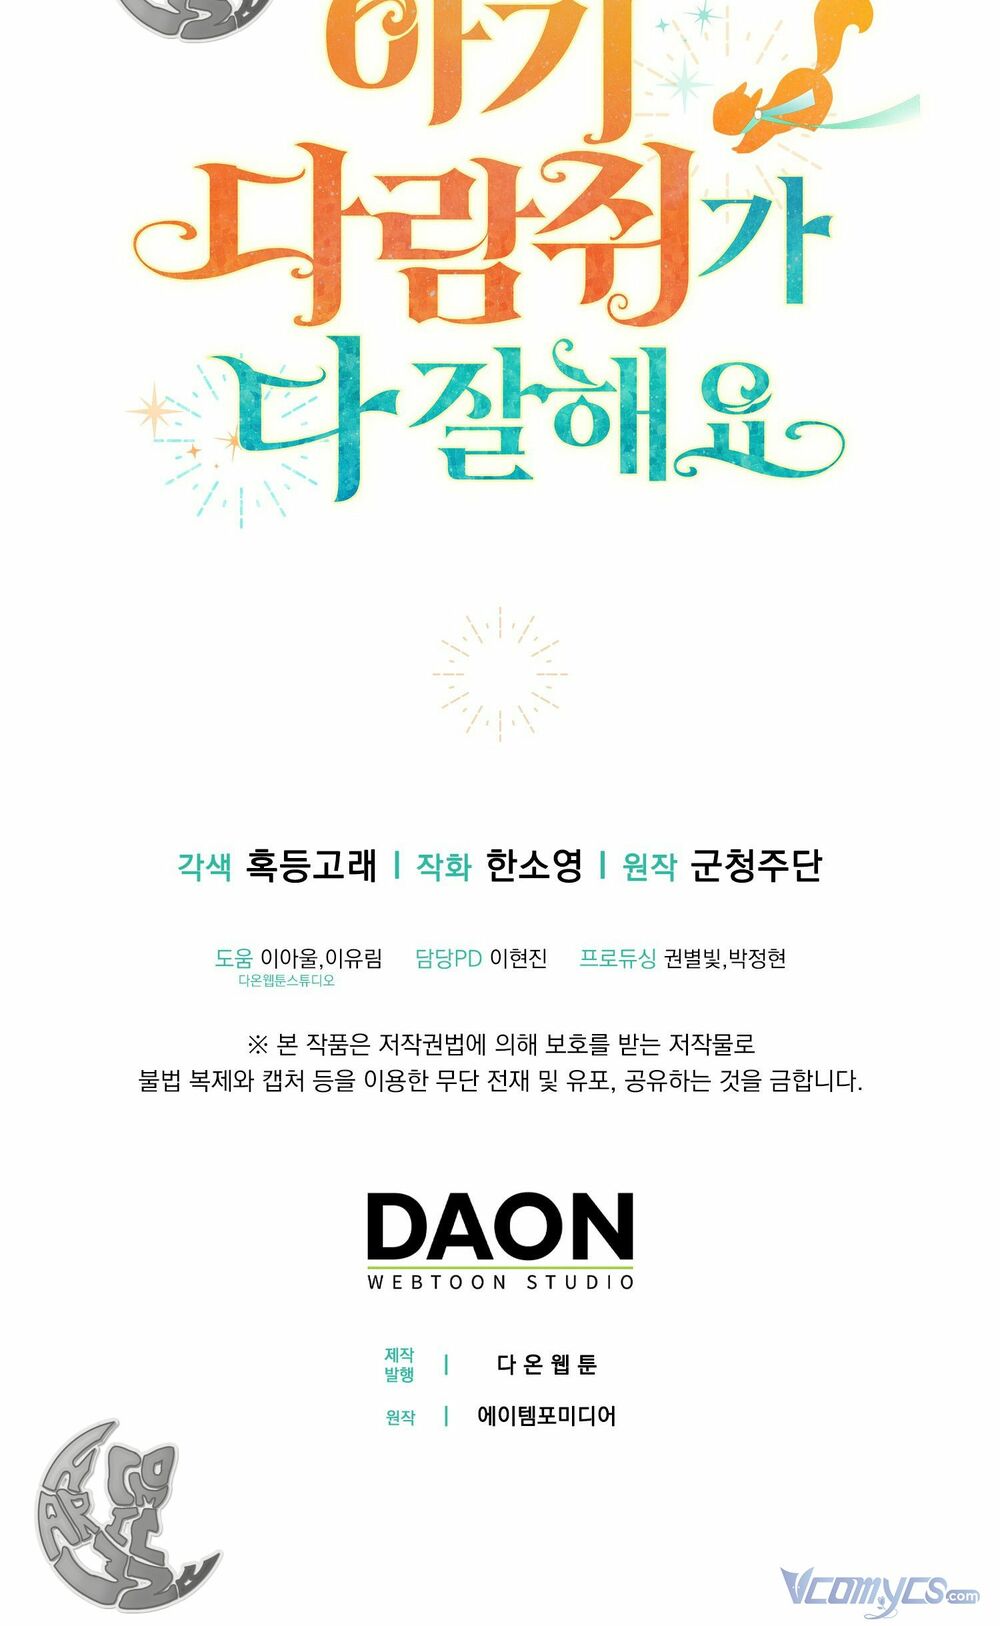 아기
다람쥐가
다 잘해요
각색 혹등고래 | 작화 한소영 | 원작 군청주단
도움 이아울,이유림 담당PD 이현진 프로듀싱 권별빛,박정현
다온웹툰스튜디오
※ 본 작품은 저작권법에 의해 보호를 받는 저작물로
불법 복제와 캡처 등을 이용한 무단 전재 및 유포, 공유하는 것을 금합니다.
DAON
WEBTOON STUDIO
제작
발행 | 다온웹툰
원작 | 에이템포미디어
Vcomycs.com